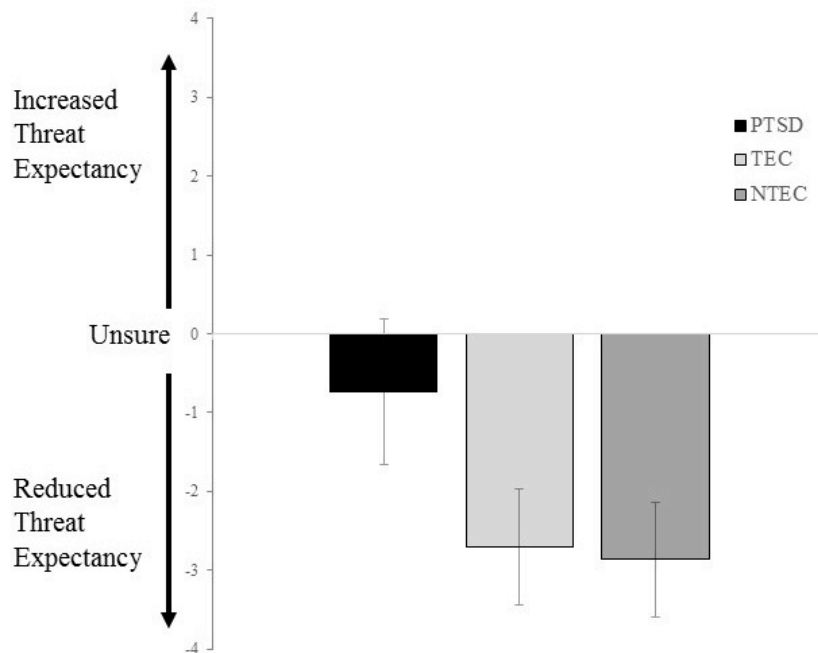 4
Increased
Threat
Expectancy
3
2
1
PTSD
TEC
NTEC
Unsure
0
-1
-2
Reduced
Threat
Expectancy
-3
-4